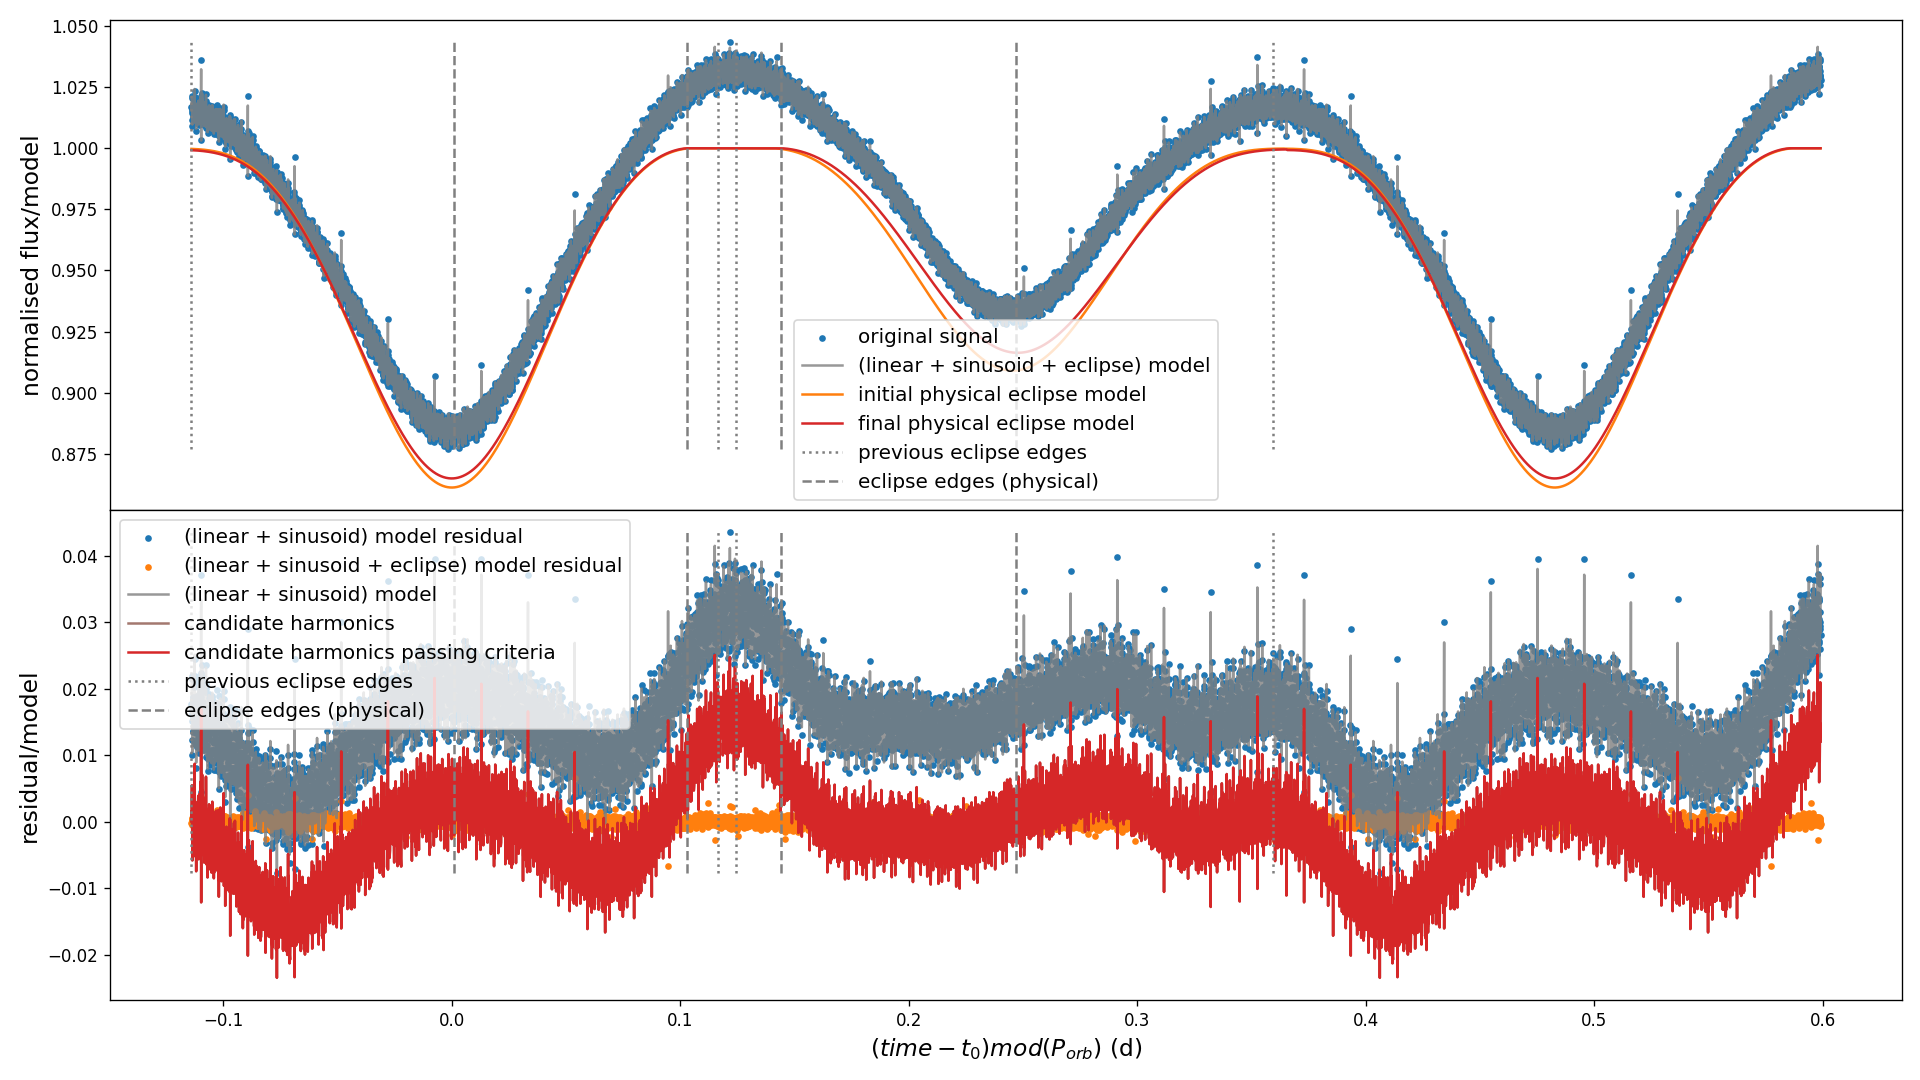 1.050
1.025
1.000
0.975
0.950
0.925
0.900
0.875
normalised flux/model
original signal
(linear + sinusoid + eclipse) model
initial physical eclipse model
final physical eclipse model
previous eclipse edges
eclipse edges (physical)
(linear + sinusoid) model residual
(linear + sinusoid + eclipse) model residual
(linear + sinusoid) model
candidate harmonics
candidate harmonics passing criteria
previous eclipse edges
eclipse edges (physical)
0.04
0.03
0.02
0.01
0.00
−0.01
−0.02
residual/model
−0.1
0.0
0.1
0.2
0.3
0.4
0.5
0.6
(time − t₀)mod(Pₒᵣb) (d)